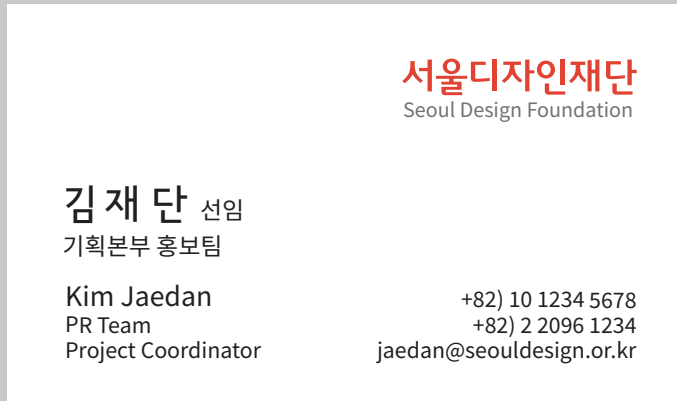 서울디자인재단
Seoul Design Foundation
김재단 선임
기획본부 홍보팀
Kim Jaedan
PR Team
Project Coordinator
+82) 10 1234 5678
+82) 2 2096 1234
jaedan@seouldesign.or.kr